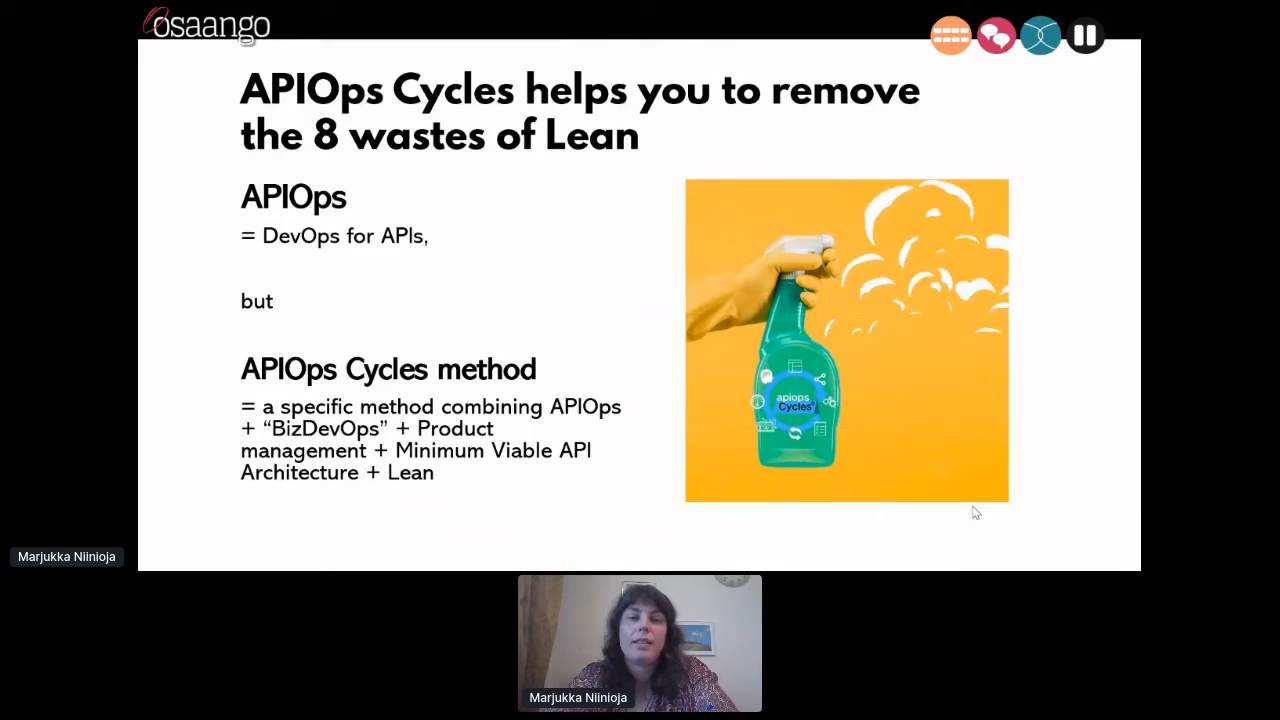 osaango
APIOps Cycles helps you to remove
the 8 wastes of Lean
APIOps
= DevOps for APIs,
but
APIOps Cycles method
= a specific method combining APIOps
+ “BizDevOps” + Product
management + Minimum Viable API
Architecture + Lean
apiops
Cycles
Marjukka Niinioja
Marjukka Niinioja